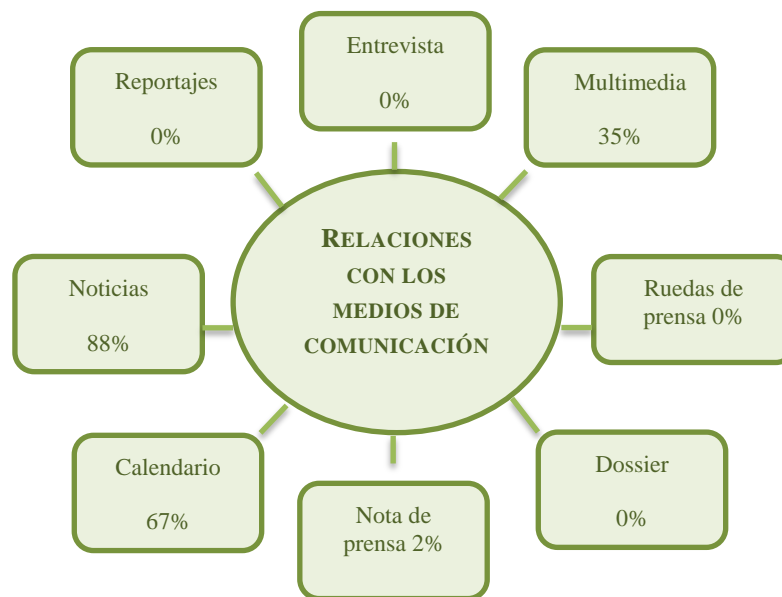 Entrevista
0%
Reportajes
0%
Multimedia
35%
RELACIONES
CON LOS
MEDIOS DE
COMUNICACIÓN
Noticias
88%
Ruedas de
prensa 0%
Calendario
67%
Nota de
prensa 2%
Dossier
0%